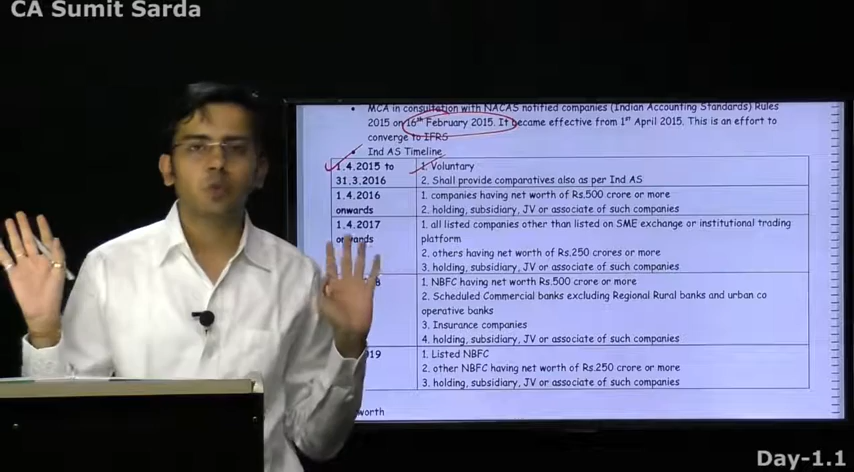 CA Sumit Sarda
• MCA in consultation with NACAS notified companies (Indian Accounting Standards) Rules
2015 on 16th February 2015. It became effective from 1st April 2015. This is an effort to
converge to IFRS
• Ind AS Timeline
1.4.2015 to
31.3.2016
1. Voluntary
2. Shall provide comparatives also as per Ind AS
1.4.2016
onwards
1. companies having net worth of Rs.500 crore or more
2. holding, subsidiary, JV or associate of such companies
1.4.2017
onwards
1. all listed companies other than listed on SME exchange or institutional trading
platform
2. others having net worth of Rs.250 crores or more
3. holding, subsidiary, JV or associate of such companies
8
1. NBFC having net worth Rs.500 crore or more
2. Scheduled Commercial banks excluding Regional Rural banks and urban co
operative banks
3. Insurance companies
4. holding, subsidiary, JV or associate of such companies
019
1. Listed NBFC
2. other NBFC having net worth of Rs.250 crore or more
3. holding, subsidiary, JV or associate of such companies
worth
Day-1.1